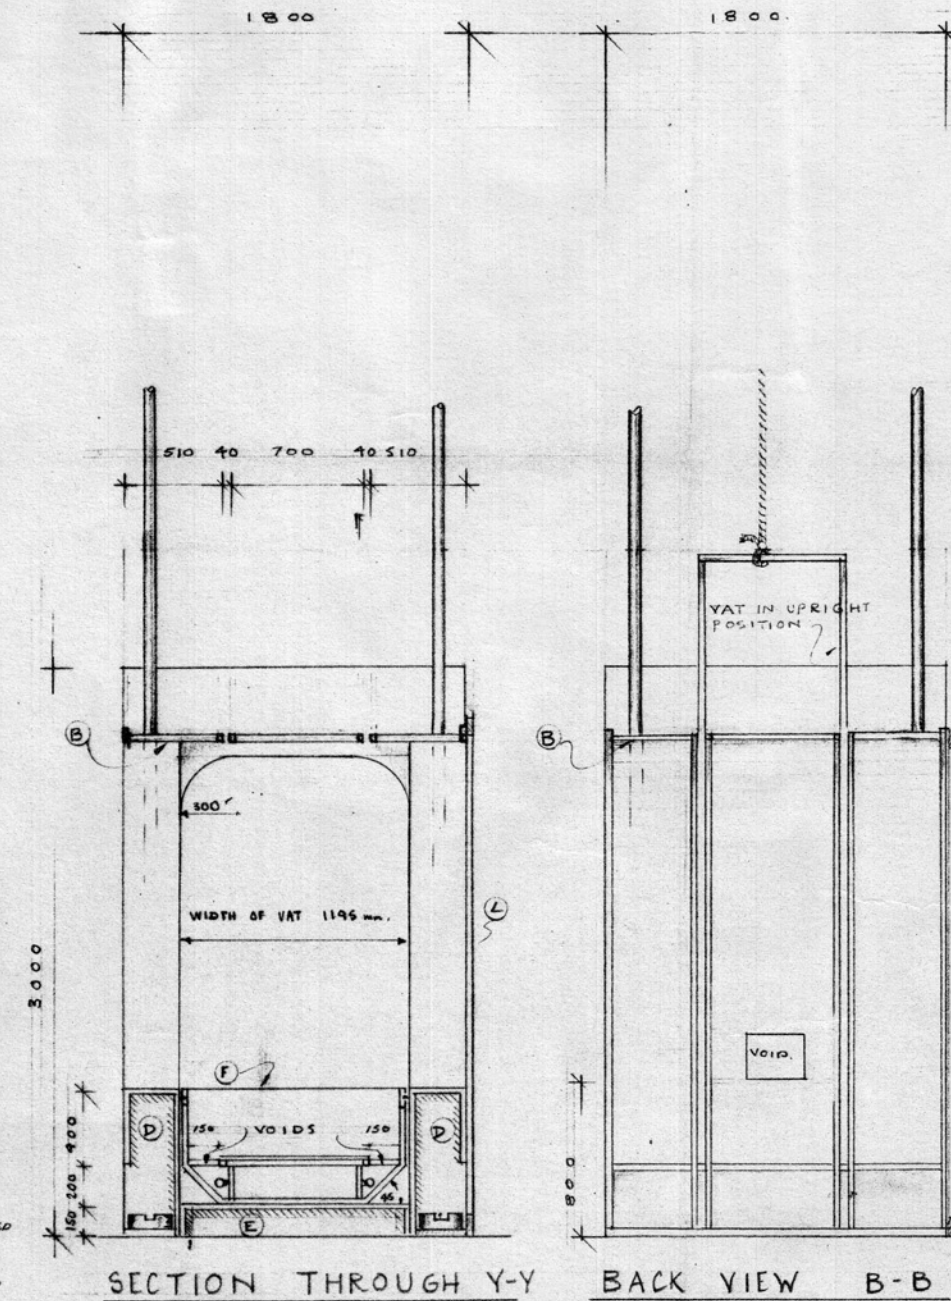 1800
1800.
510 40 700 40 510
VAT IN UPRIGHT
POSITION
B
B
300
WIDTH OF VAT 1195 mm.
L
3000
F
VOID.
D
150 VOIDS 150
D
400
200
150
45
E
800
SECTION THROUGH Y-Y
BACK VIEW B-B